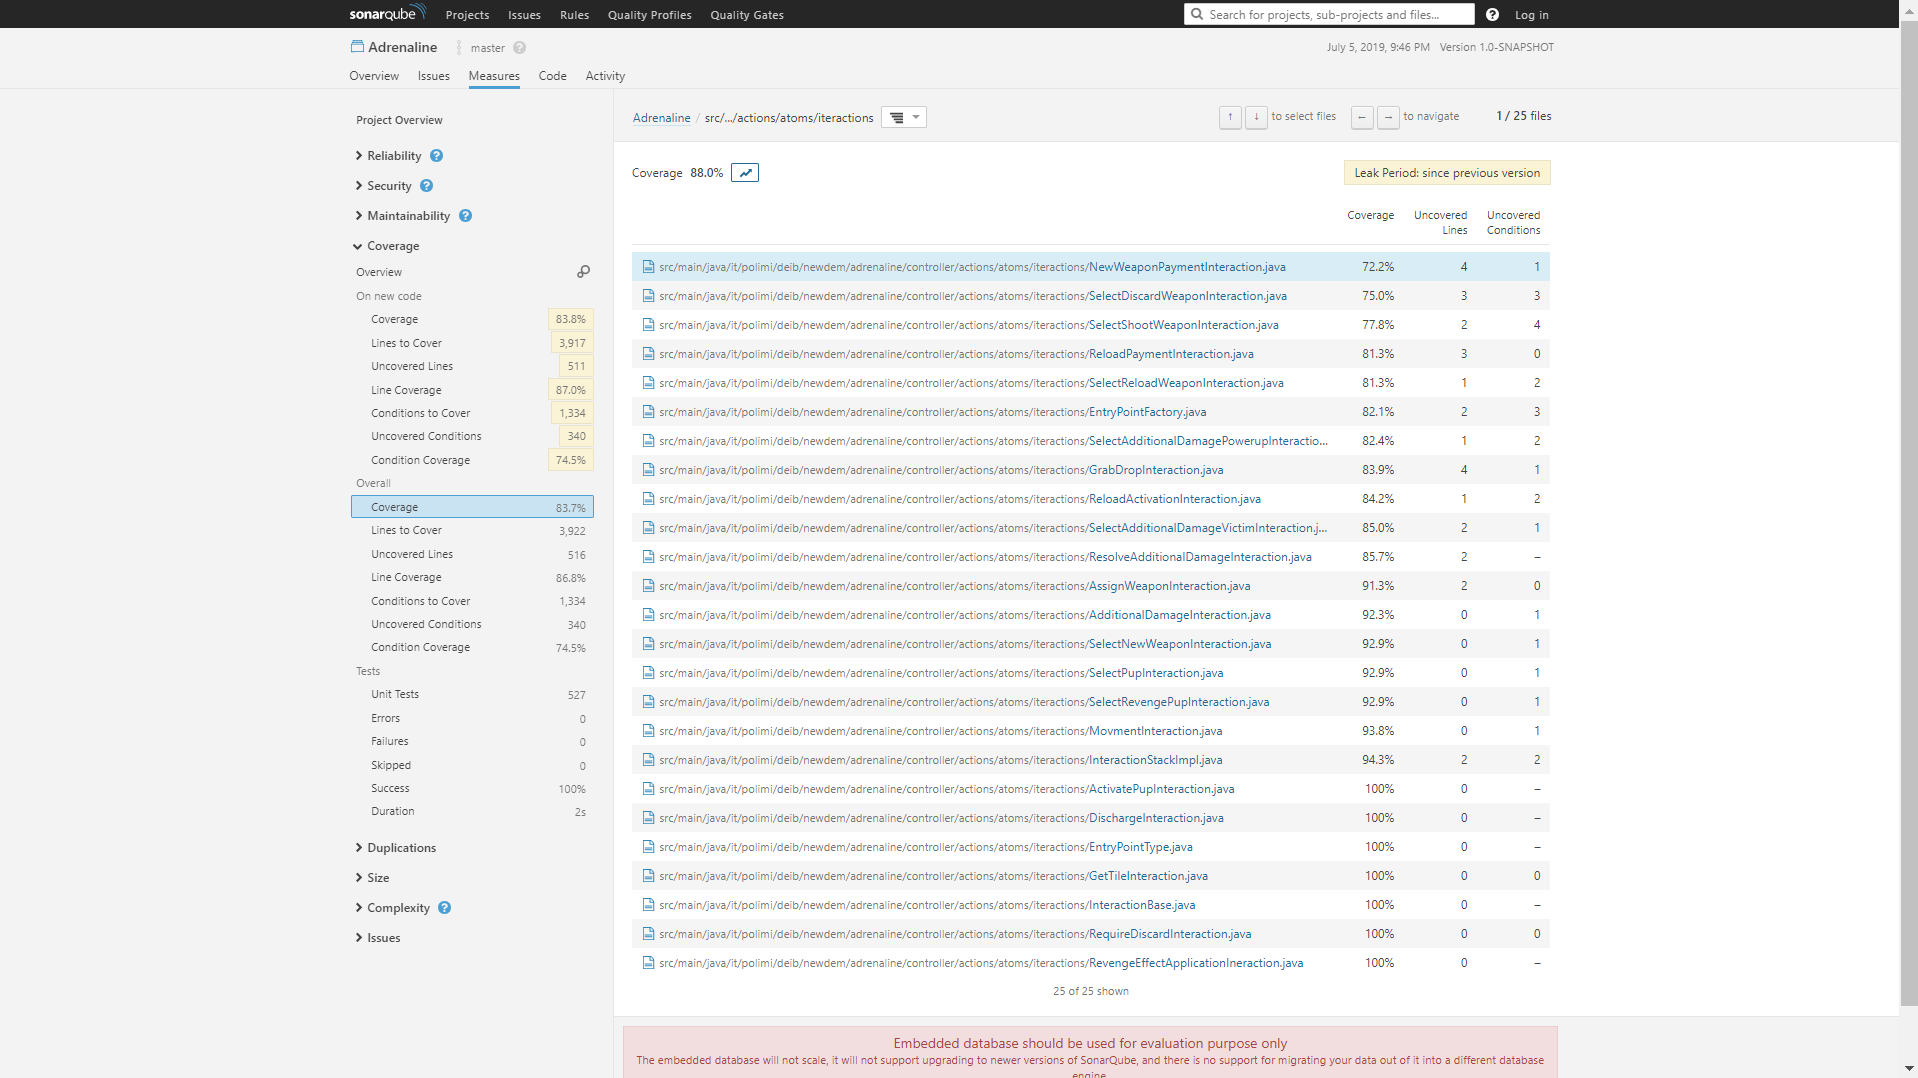 sonarqube Projects Issues Rules Quality Profiles Quality Gates Search for projects, sub-projects and files... ? Log in
Adrenaline master ? July 5, 2019, 9:46 PM Version 1.0-SNAPSHOT
Overview Issues Measures Code Activity
Project Overview
Reliability ?
Security ?
Maintainability ?
Coverage
Overview
On new code
Coverage 83.8%
Lines to Cover 3,917
Uncovered Lines 511
Line Coverage 87.0%
Conditions to Cover 1,334
Uncovered Conditions 340
Condition Coverage 74.5%
Overall
Coverage 83.7%
Lines to Cover 3,922
Uncovered Lines 516
Line Coverage 86.8%
Conditions to Cover 1,334
Uncovered Conditions 340
Condition Coverage 74.5%
Tests
Unit Tests 527
Errors 0
Failures 0
Skipped 0
Success 100%
Duration 2s
Duplications
Size
Complexity ?
Issues
Adrenaline / src/.../actions/atoms/iteractions ↑ ↓ to select files ← → to navigate 1 / 25 files
Coverage 88.0% Leak Period: since previous version
Coverage Uncovered Uncovered
Lines Conditions
src/main/java/it/polimi/deib/newdem/adrenaline/controller/actions/atoms/iteractions/NewWeaponPaymentInteraction.java 72.2% 4 1
src/main/java/it/polimi/deib/newdem/adrenaline/controller/actions/atoms/iteractions/SelectDiscardWeaponInteraction.java 75.0% 3 3
src/main/java/it/polimi/deib/newdem/adrenaline/controller/actions/atoms/iteractions/SelectShootWeaponInteraction.java 77.8% 2 4
src/main/java/it/polimi/deib/newdem/adrenaline/controller/actions/atoms/iteractions/ReloadPaymentInteraction.java 81.3% 3 0
src/main/java/it/polimi/deib/newdem/adrenaline/controller/actions/atoms/iteractions/SelectReloadWeaponInteraction.java 81.3% 1 2
src/main/java/it/polimi/deib/newdem/adrenaline/controller/actions/atoms/iteractions/EntryPointFactory.java 82.1% 2 3
src/main/java/it/polimi/deib/newdem/adrenaline/controller/actions/atoms/iteractions/SelectAdditionalDamagePowerupInteractio... 82.4% 1 2
src/main/java/it/polimi/deib/newdem/adrenaline/controller/actions/atoms/iteractions/GrabDropInteraction.java 83.9% 4 1
src/main/java/it/polimi/deib/newdem/adrenaline/controller/actions/atoms/iteractions/ReloadActivationInteraction.java 84.2% 1 2
src/main/java/it/polimi/deib/newdem/adrenaline/controller/actions/atoms/iteractions/SelectAdditionalDamageVictimInteraction.j... 85.0% 2 1
src/main/java/it/polimi/deib/newdem/adrenaline/controller/actions/atoms/iteractions/ResolveAdditionalDamageInteraction.java 85.7% 2 –
src/main/java/it/polimi/deib/newdem/adrenaline/controller/actions/atoms/iteractions/AssignWeaponInteraction.java 91.3% 2 0
src/main/java/it/polimi/deib/newdem/adrenaline/controller/actions/atoms/iteractions/AdditionalDamageInteraction.java 92.3% 0 1
src/main/java/it/polimi/deib/newdem/adrenaline/controller/actions/atoms/iteractions/SelectNewWeaponInteraction.java 92.9% 0 1
src/main/java/it/polimi/deib/newdem/adrenaline/controller/actions/atoms/iteractions/SelectPupInteraction.java 92.9% 0 1
src/main/java/it/polimi/deib/newdem/adrenaline/controller/actions/atoms/iteractions/SelectRevengePupInteraction.java 92.9% 0 1
src/main/java/it/polimi/deib/newdem/adrenaline/controller/actions/atoms/iteractions/MovmentInteraction.java 93.8% 0 1
src/main/java/it/polimi/deib/newdem/adrenaline/controller/actions/atoms/iteractions/InteractionStackImpl.java 94.3% 2 2
src/main/java/it/polimi/deib/newdem/adrenaline/controller/actions/atoms/iteractions/ActivatePupInteraction.java 100% 0 –
src/main/java/it/polimi/deib/newdem/adrenaline/controller/actions/atoms/iteractions/DischargeInteraction.java 100% 0 –
src/main/java/it/polimi/deib/newdem/adrenaline/controller/actions/atoms/iteractions/EntryPointType.java 100% 0 –
src/main/java/it/polimi/deib/newdem/adrenaline/controller/actions/atoms/iteractions/GetTileInteraction.java 100% 0 0
src/main/java/it/polimi/deib/newdem/adrenaline/controller/actions/atoms/iteractions/InteractionBase.java 100% 0 –
src/main/java/it/polimi/deib/newdem/adrenaline/controller/actions/atoms/iteractions/RequireDiscardInteraction.java 100% 0 0
src/main/java/it/polimi/deib/newdem/adrenaline/controller/actions/atoms/iteractions/RevengeEffectApplicationIneraction.java 100% 0 –
25 of 25 shown
Embedded database should be used for evaluation purpose only
The embedded database will not scale, it will not support upgrading to newer versions of SonarQube, and there is no support for migrating your data out of it into a different database
engine.